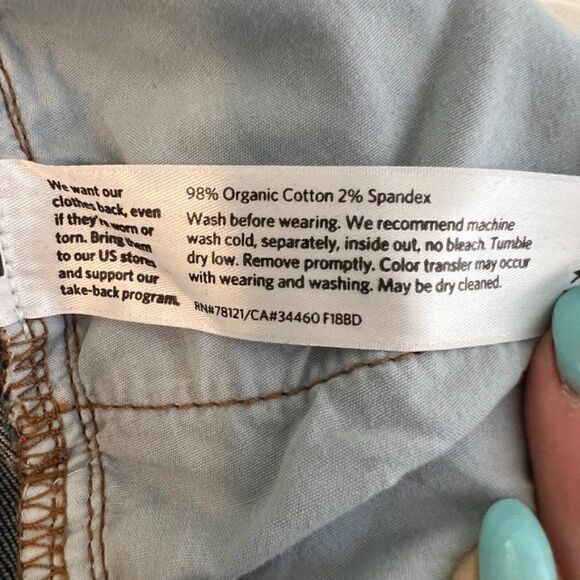 We want our
clothes back, even
if they're worn or
torn. Bring them
to our US stores
and support our
take-back program.
98% Organic Cotton 2% Spandex
Wash before wearing. We recommend machine
wash cold, separately, inside out, no bleach. Tumble
dry low. Remove promptly. Color transfer may occur
with wearing and washing. May be dry cleaned.
RN#78121/CA#34460 F18BD